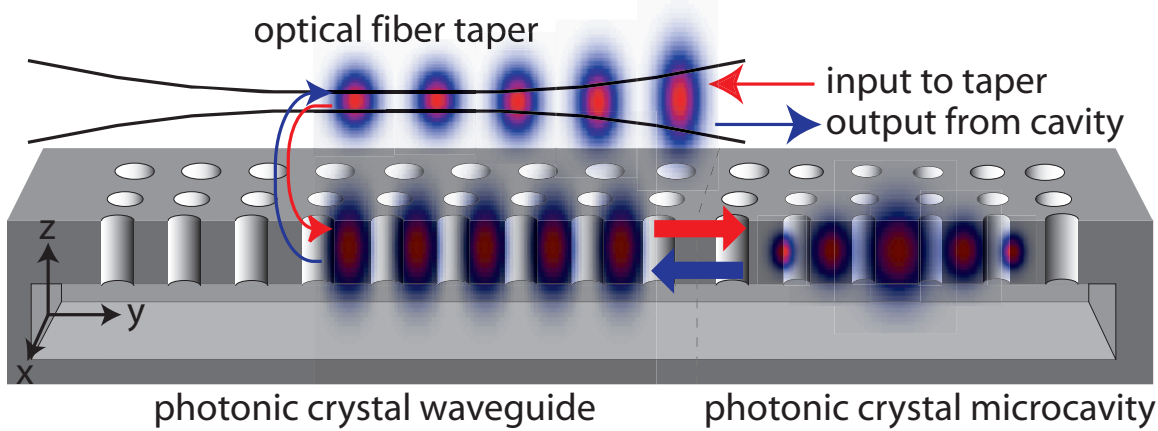 optical fiber taper
input to taper
output from cavity
z
y
x
photonic crystal waveguide
photonic crystal microcavity